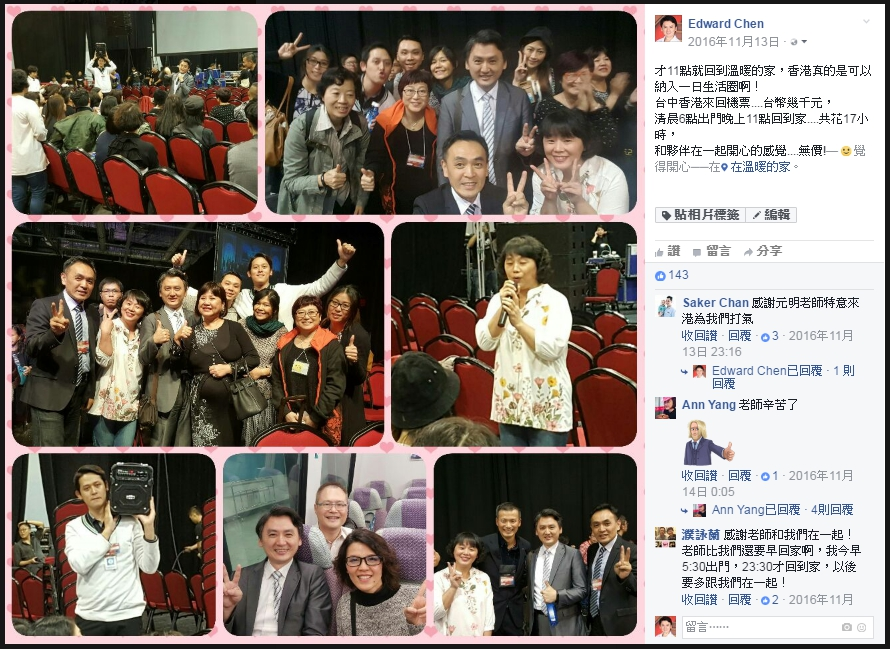 Edward Chen
2016年11月13日 ·
才11點就回到溫暖的家，香港真的是可以
納入一日生活圈啊！
台中香港來回機票....台幣幾千元，
清晨6點出門晚上11點回到家....共花17小
時，
和夥伴在一起開心的感覺....無價!— 覺
得開心——在 在溫暖的家。
貼相片標籤 編輯
讚 留言 分享
143
Saker Chan 感謝元明老師特意來
港為我們打氣
收回讚 · 回覆 · 3 · 2016年11月
13日 23:16
Edward Chen已回覆 · 1 則
回覆
Ann Yang 老師辛苦了
收回讚 · 回覆 · 1 · 2016年11月
14日 0:05
Ann Yang已回覆 · 4則回覆
濮詠蘭 感謝老師和我們在一起！
老師比我們還要早回家啊，我今早
5:30出門，23:30才回到家，以後
要多跟我們在一起！
收回讚 · 回覆 · 2 · 2016年11月
留言⋯⋯